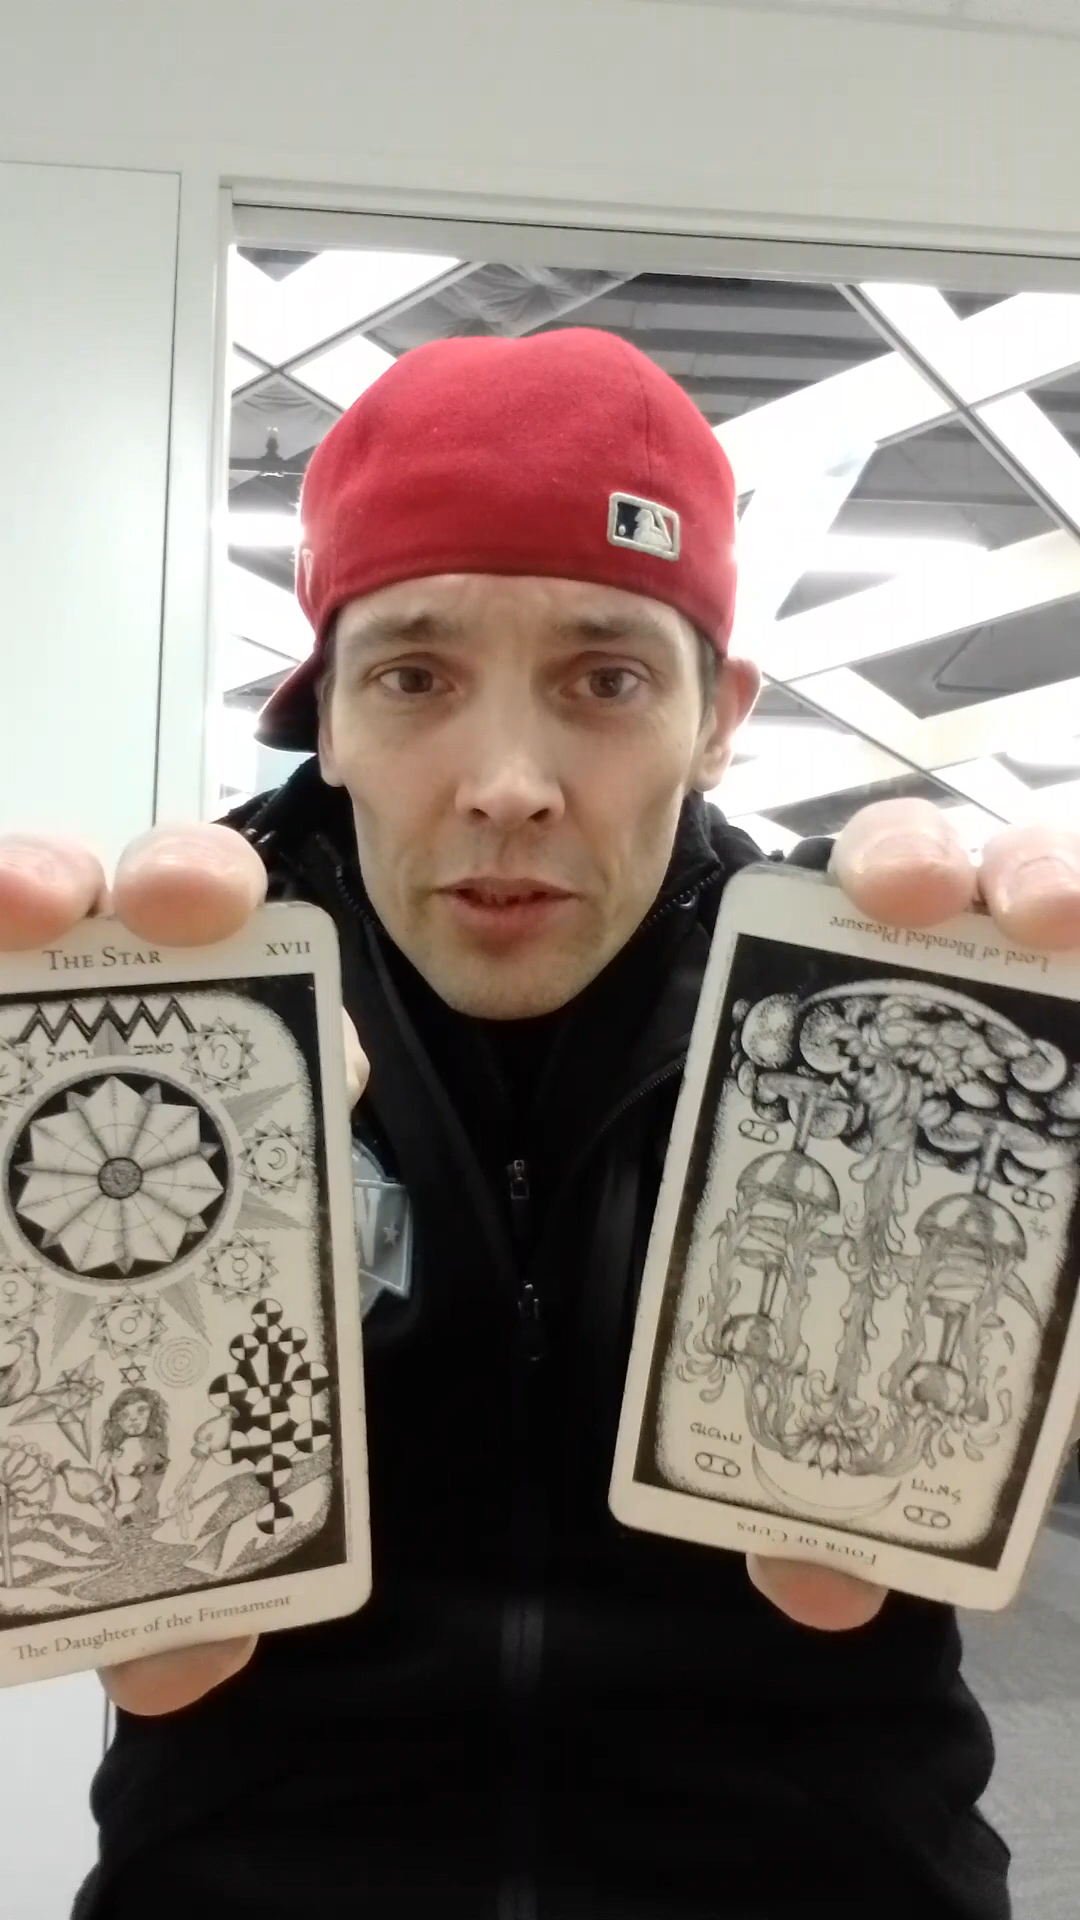 THE STAR
XVII
The Daughter of the Firmament
Lord of Blended Pleasure
FOUR OF CUPS